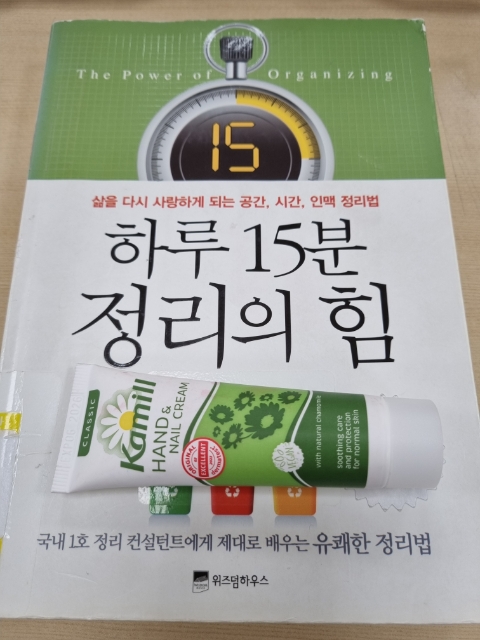 The Power of Organizing
15
삶을 다시 사랑하게 되는 공간, 시간, 인맥 정리법
하루 15분
정리의 힘
CLASSIC
Kamill
HAND &
NAIL CREAM
ORIGINAL
EXCELLENT
VEGAN
with natural chamomile
soothing care
and protection
for normal skin
국내 1호 정리 컨설턴트에게 제대로 배우는 유쾌한 정리법
위즈덤하우스